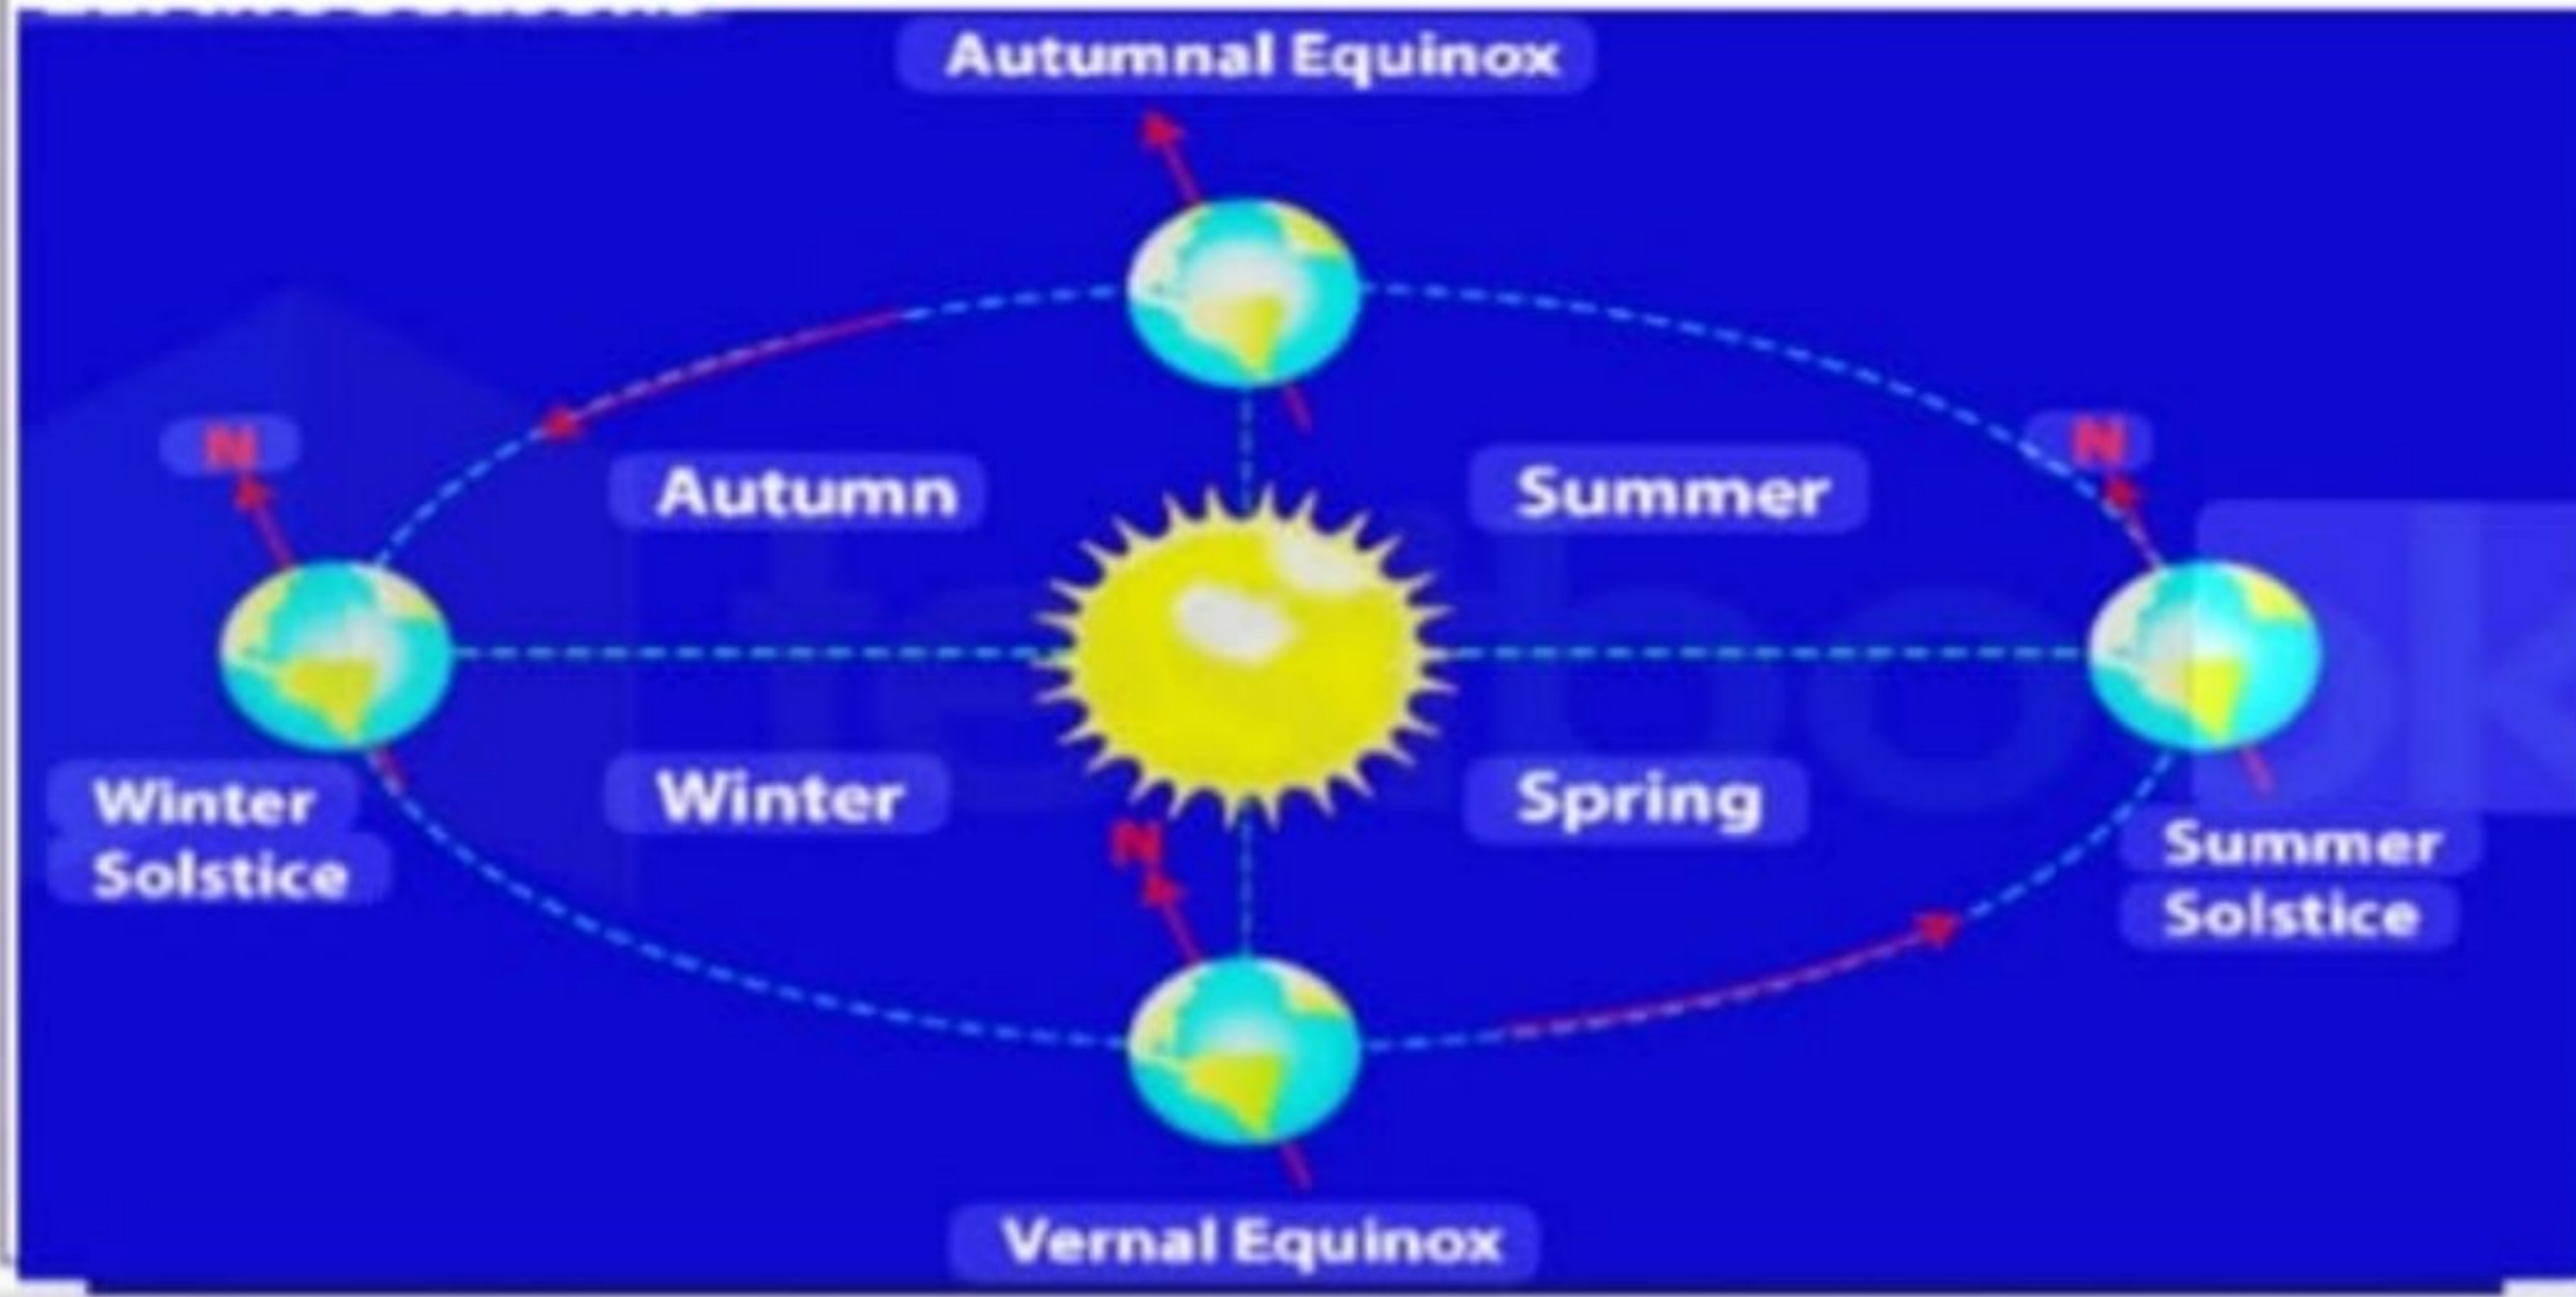 Autumnal Equinox
N
N
Autumn
Summer
Winter
Solstice
Winter
Spring
N
Summer
Solstice
Vernal Equinox